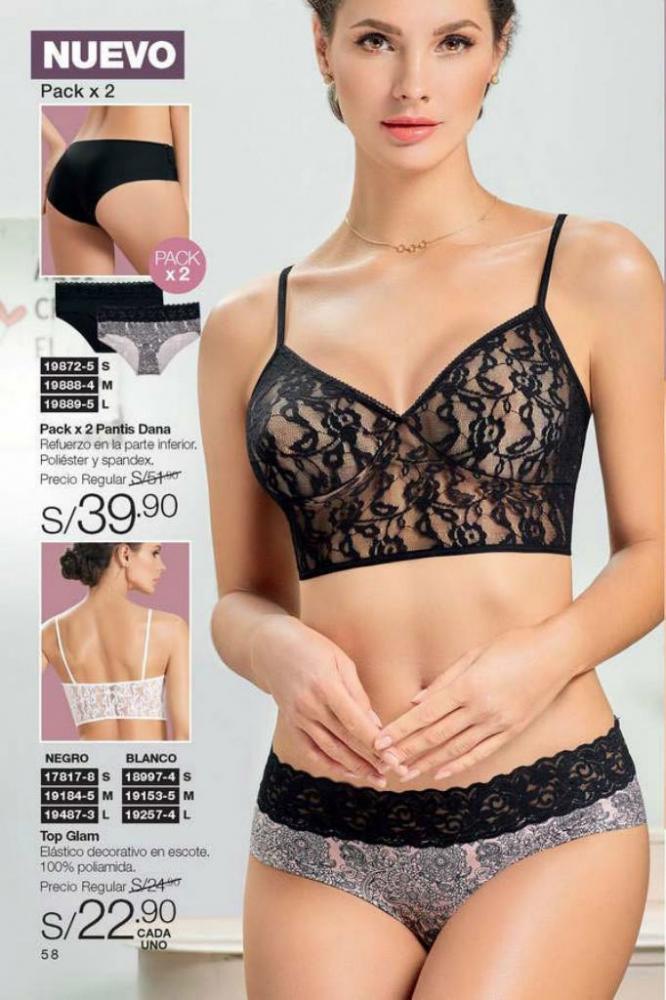 NUEVO
Pack x 2
PACK
x 2
19872-5 S
19888-4 M
19889-5 L
Pack x 2 Pantis Dana
Refuerzo en la parte inferior.
Poliéster y spandex.
Precio Regular S/51.90
S/39.90
NEGRO BLANCO
17817-8 S 18997-4 S
19184-5 M 19153-5 M
19487-3 L 19257-4 L
Top Glam
Elástico decorativo en escote.
100% poliamida.
Precio Regular S/24.90
S/22.90
CADA
UNO
58